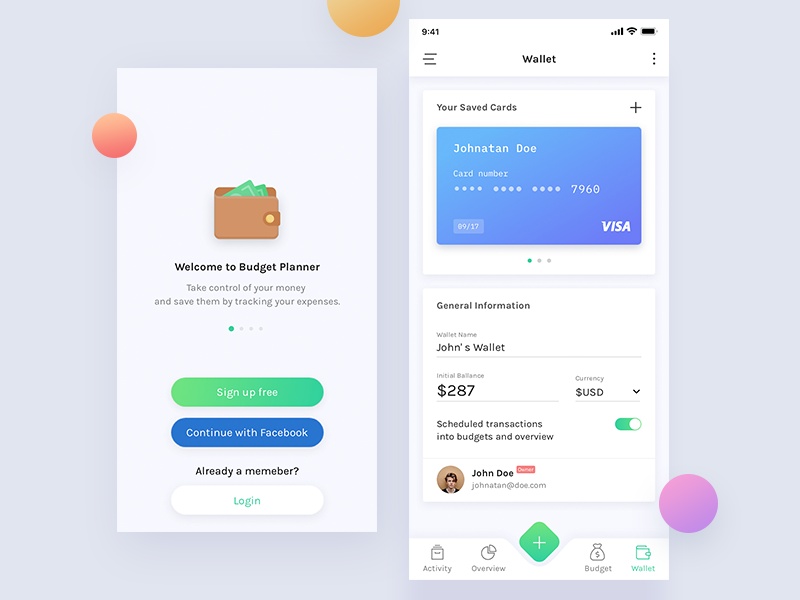 Welcome to Budget Planner
Take control of your money
and save them by tracking your expenses.
Sign up free
Continue with Facebook
Already a memeber?
Login
9:41
Wallet
Your Saved Cards
Johnatan Doe
Card number
•••• •••• •••• 7960
09/17
VISA
General Information
Wallet Name
John' s Wallet
Initial Ballance
$287
Currency
$USD
Scheduled transactions
into budgets and overview
John Doe Owner
johnatan@doe.com
Activity
Overview
Budget
Wallet